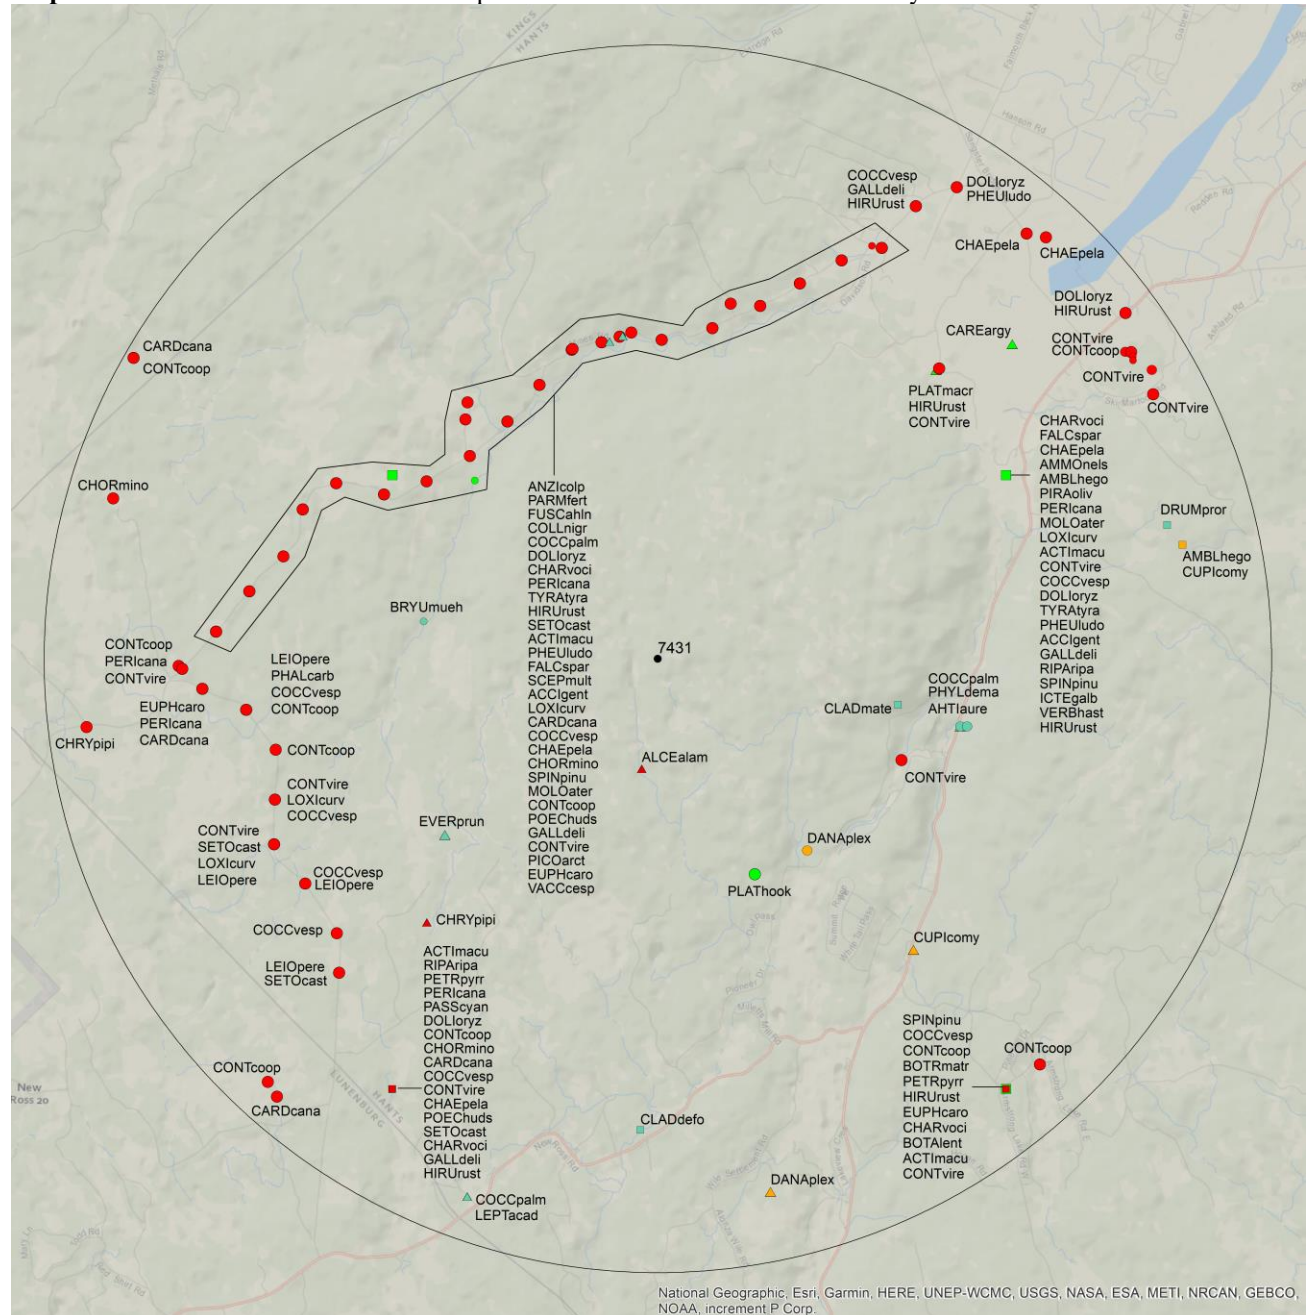 KINGS
HANTS
COCCvesp
GALLdeli
HIRUrust
DOLIoryz
PHEUludo
CHAEpela
CHAEpela
DOLIoryz
HIRUrust
CONTvire
CONTcoop
CONTvire
CONTvire
CAREargy
PLATmacr
HIRUrust
CONTvire
CARDcana
CONTcoop
CHORmino
CHARvoci
FALCspar
CHAEpela
AMMOnels
AMBLhego
PIRAoliv
PERIcana
MOLOater
LOXIcurv
ACTImacu
CONTvire
COCCvesp
DOLIoryz
TYRAtyra
PHEUludo
ACCIgent
GALLdeli
RIPAripa
SPINpinu
ICTEgalb
VERBhast
HIRUrust
DRUMpror
AMBLhego
CUPIcomy
ANZIcolp
PARMfert
FUSCahln
COLLnigr
COCCpalm
DOLIoryz
CHARvoci
PERIcana
TYRAtyra
HIRUrust
SETOcast
ACTImacu
PHEUludo
FALCspar
SCEPmult
ACCIgent
LOXIcurv
CARDcana
COCCvesp
CHAEpela
CHORmino
SPINpinu
MOLOater
CONTcoop
POEChuds
GALLdeli
CONTvire
PICOarct
EUPHcaro
VACCcesp
BRYUmueh
7431
CONTcoop
PERIcana
CONTvire
LEIOpere
PHALcarb
COCCvesp
CONTcoop
EUPHcaro
PERIcana
CARDcana
CHRYpipi
CONTcoop
CONTvire
LOXIcurv
COCCvesp
CONTvire
SETOcast
LOXIcurv
LEIOpere
COCCvesp
LEIOpere
COCCvesp
LEIOpere
SETOcast
EVERprun
CHRYpipi
ALCEalam
CLADmate
COCCpalm
PHYLdema
AHTIaure
CONTvire
DANAplex
PLAThook
CUPIcomy
ACTImacu
RIPAripa
PETRpyrr
PERIcana
PASScyan
DOLIoryz
CONTcoop
CHORmino
CARDcana
COCCvesp
CONTvire
CHAEpela
POEChuds
SETOcast
CHARvoci
GALLdeli
HIRUrust
CONTcoop
CARDcana
New
Ross 20
HANTS
LUNENBURG
SPINpinu
COCCvesp
CONTcoop
BOTRmatr
PETRpyrr
HIRUrust
EUPHcaro
CHARvoci
BOTAlent
ACTImacu
CONTvire
CONTcoop
CLADdefo
DANAplex
COCCpalm
LEPTacad
National Geographic, Esri, Garmin, HERE, UNEP-WCMC, USGS, NASA, ESA, METI, NRCAN, GEBCO,
NOAA, increment P Corp.